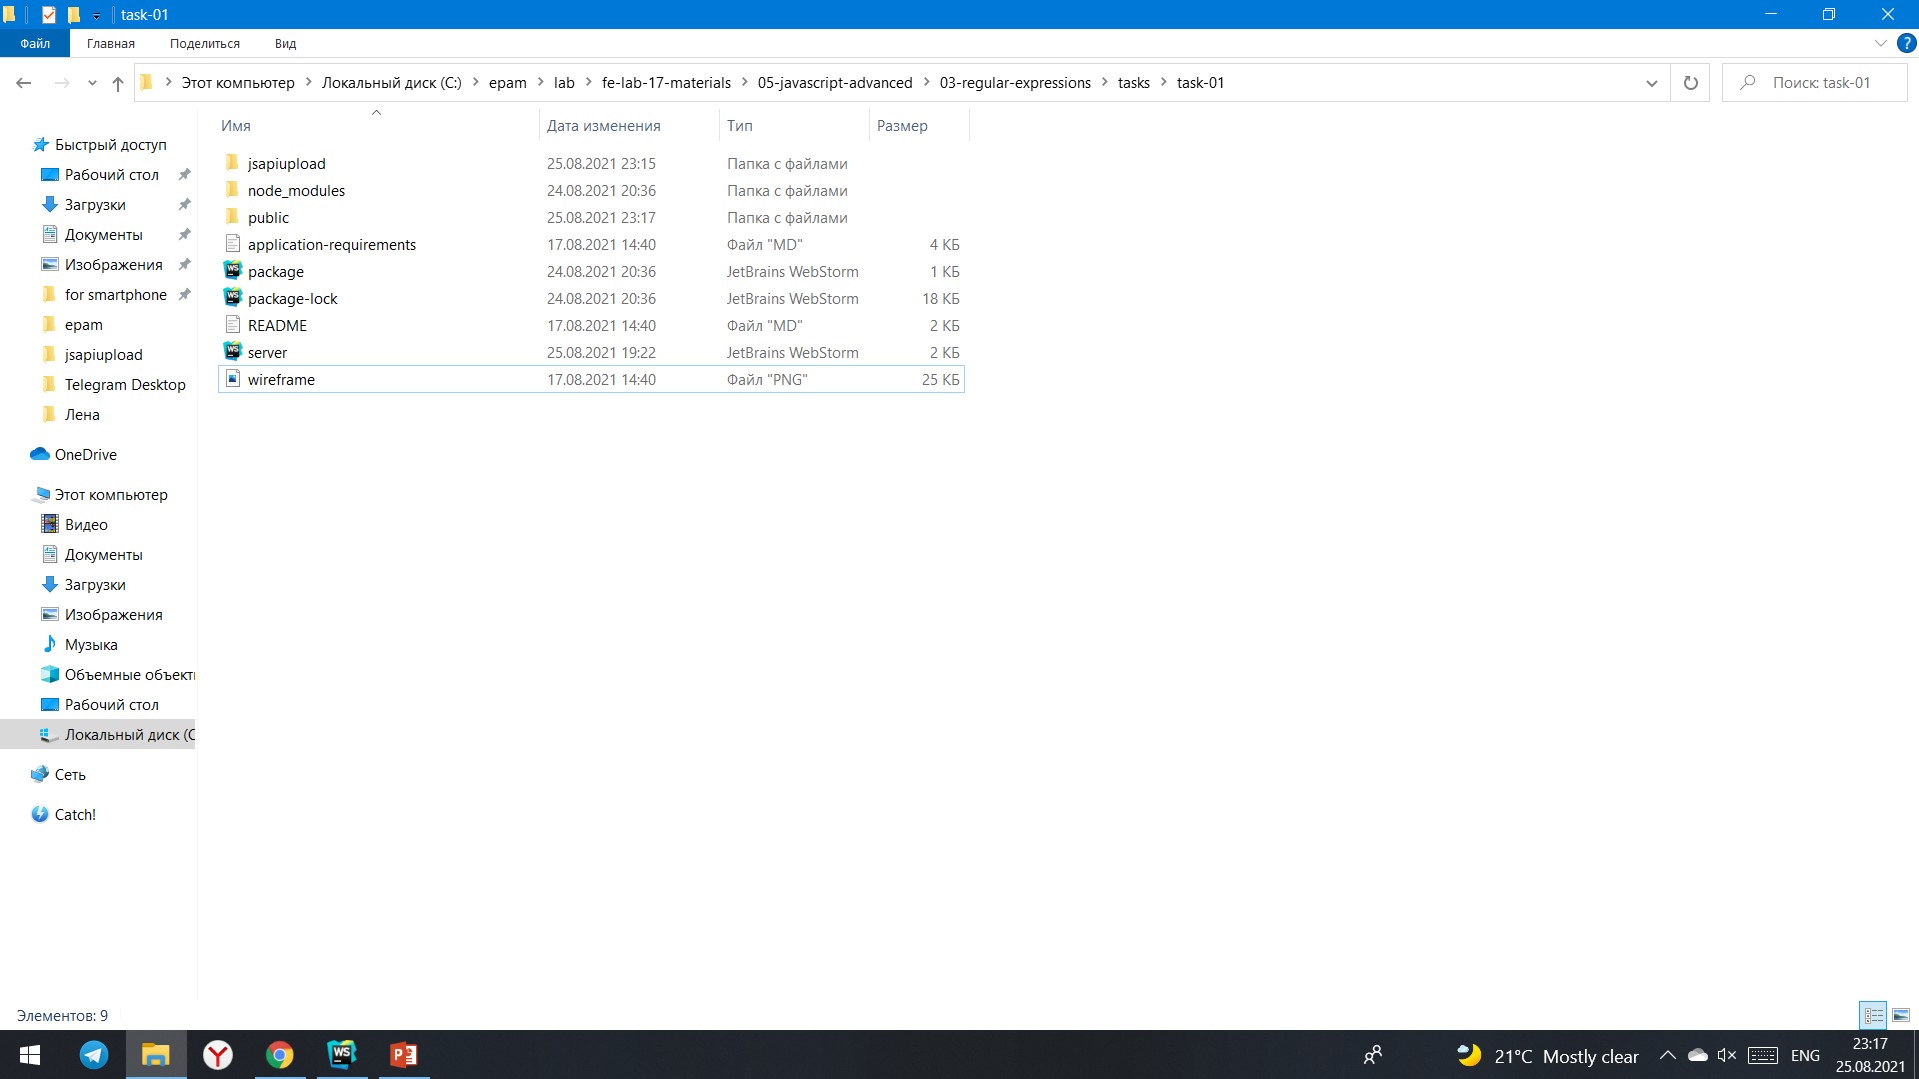 task-01
Файл Главная Поделиться Вид
Этот компьютер Локальный диск (C:) epam lab fe-lab-17-materials 05-javascript-advanced 03-regular-expressions tasks task-01 Поиск: task-01
Имя Дата изменения Тип Размер
jsapiupload 25.08.2021 23:15 Папка с файлами
node_modules 24.08.2021 20:36 Папка с файлами
public 25.08.2021 23:17 Папка с файлами
application-requirements 17.08.2021 14:40 Файл "MD" 4 КБ
package 24.08.2021 20:36 JetBrains WebStorm 1 КБ
package-lock 24.08.2021 20:36 JetBrains WebStorm 18 КБ
README 17.08.2021 14:40 Файл "MD" 2 КБ
server 25.08.2021 19:22 JetBrains WebStorm 2 КБ
wireframe 17.08.2021 14:40 Файл "PNG" 25 КБ
Быстрый доступ
Рабочий стол
Загрузки
Документы
Изображения
for smartphone
epam
jsapiupload
Telegram Desktop
Лена
OneDrive
Этот компьютер
Видео
Документы
Загрузки
Изображения
Музыка
Объемные объект
Рабочий стол
Локальный диск (C
Сеть
Catch!
Элементов: 9
21°C Mostly clear ENG 23:17
25.08.2021